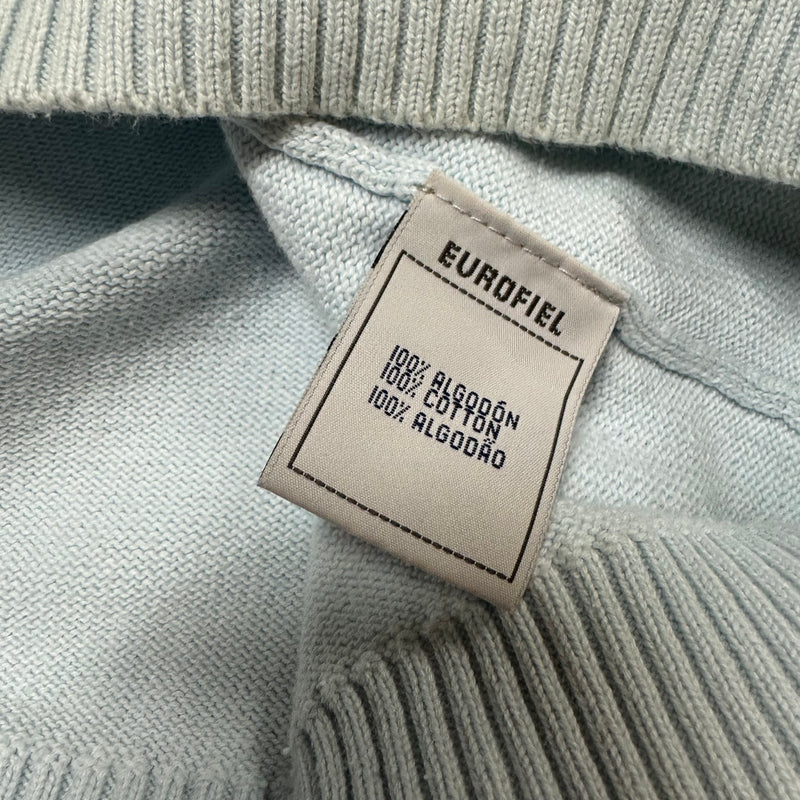 EUROFIEL
100% ALGODÓN
100% COTTON
100% ALGODÃO